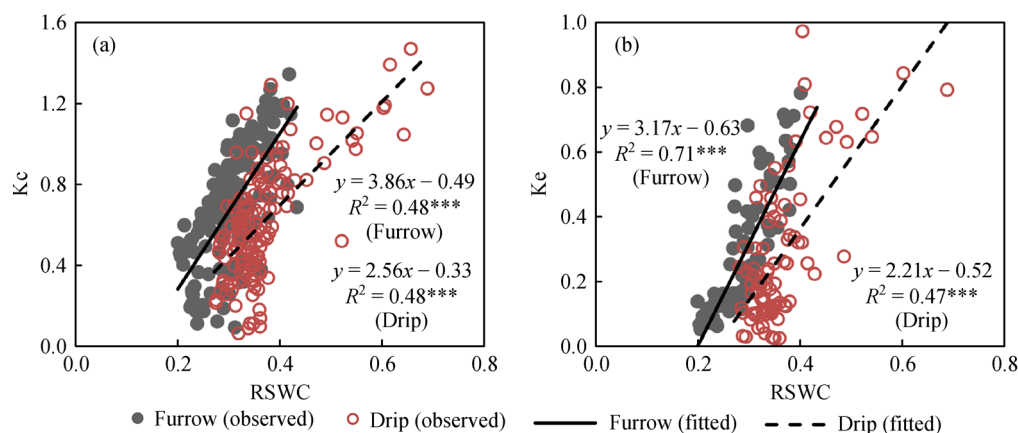 (a)
1.6
1.2
0.8
0.4
0.0
Kc
y = 3.86x − 0.49
R² = 0.48***
(Furrow)
y = 2.56x − 0.33
R² = 0.48***
(Drip)
0.0 0.2 0.4 0.6 0.8
RSWC
(b)
1.0
0.8
0.6
0.4
0.2
0.0
Ke
y = 3.17x − 0.63
R² = 0.71***
(Furrow)
y = 2.21x − 0.52
R² = 0.47***
(Drip)
0.0 0.2 0.4 0.6 0.8
RSWC
Furrow (observed) Drip (observed) Furrow (fitted) Drip (fitted)